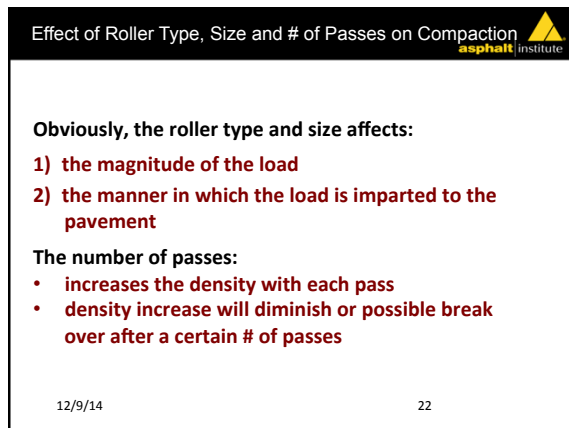 Effect of Roller Type, Size and # of Passes on Compaction
asphalt institute
Obviously, the roller type and size affects:
1) the magnitude of the load
2) the manner in which the load is imparted to the
pavement
The number of passes:
• increases the density with each pass
• density increase will diminish or possible break
over after a certain # of passes
12/9/14 22